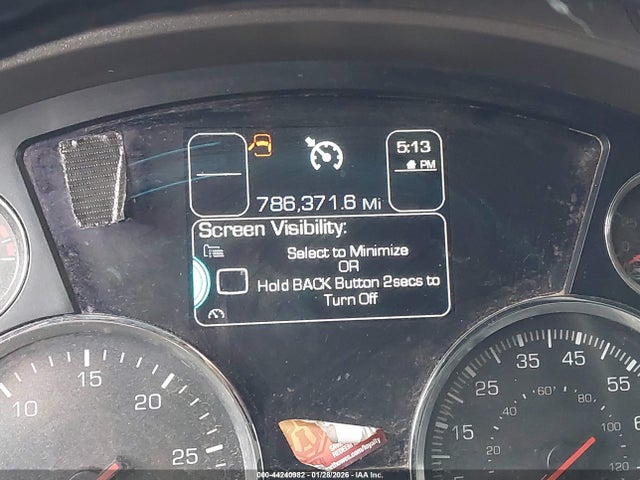 5:13
PM
786,371.6 Mi
Screen Visibility:
Select to Minimize
OR
Hold BACK Button 2secs to
Turn Off
10 15 20 25
5 15 25 35 45 55
20 40 60 80 100 120
000-44240982 - 01/28/2026 - © IAA Inc.